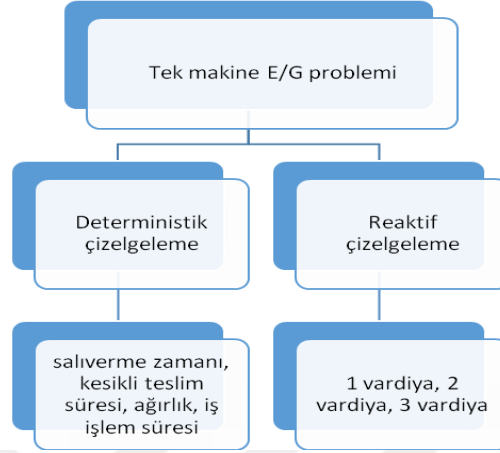 Tek makine E/G problemi
Deterministik
çizelgeleme
Reaktif
çizelgeleme
salıverme zamanı,
kesikli teslim
süresi, ağırlık, iş
işlem süresi
1 vardiya, 2
vardiya, 3 vardiya